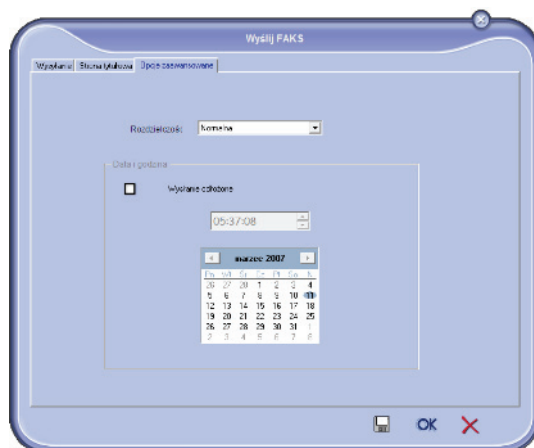 Wyślij FAKS
Wysyłanie Strona tytułowa Opcje zaawansowane
Rozdzielczość Normalna
Data i godzina
Wysłanie odłożone
05:37:08
marzec 2007
Pn Wt Śr Cz Pt So N
26 27 28 1 2 3 4
5 6 7 8 9 10 11
12 13 14 15 16 17 18
19 20 21 22 23 24 25
26 27 28 29 30 31 1
2 3 4 5 6 7 8
OK